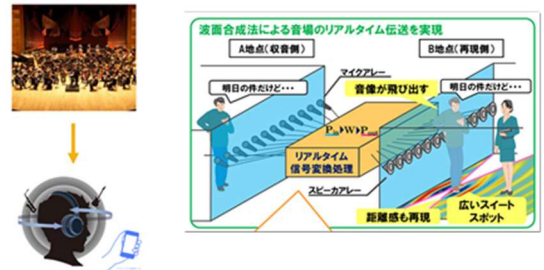 波面合成法による音場のリアルタイム伝送を実現
A地点（収音側）
B地点（再現側）
マイクアレー
明日の件だけど・・・
音像が飛び出す
明日の件だけど・・・
Pin▶W▶Pout
リアルタイム
信号変換処理
スピーカアレー
距離感も再現
広いスイート
スポット